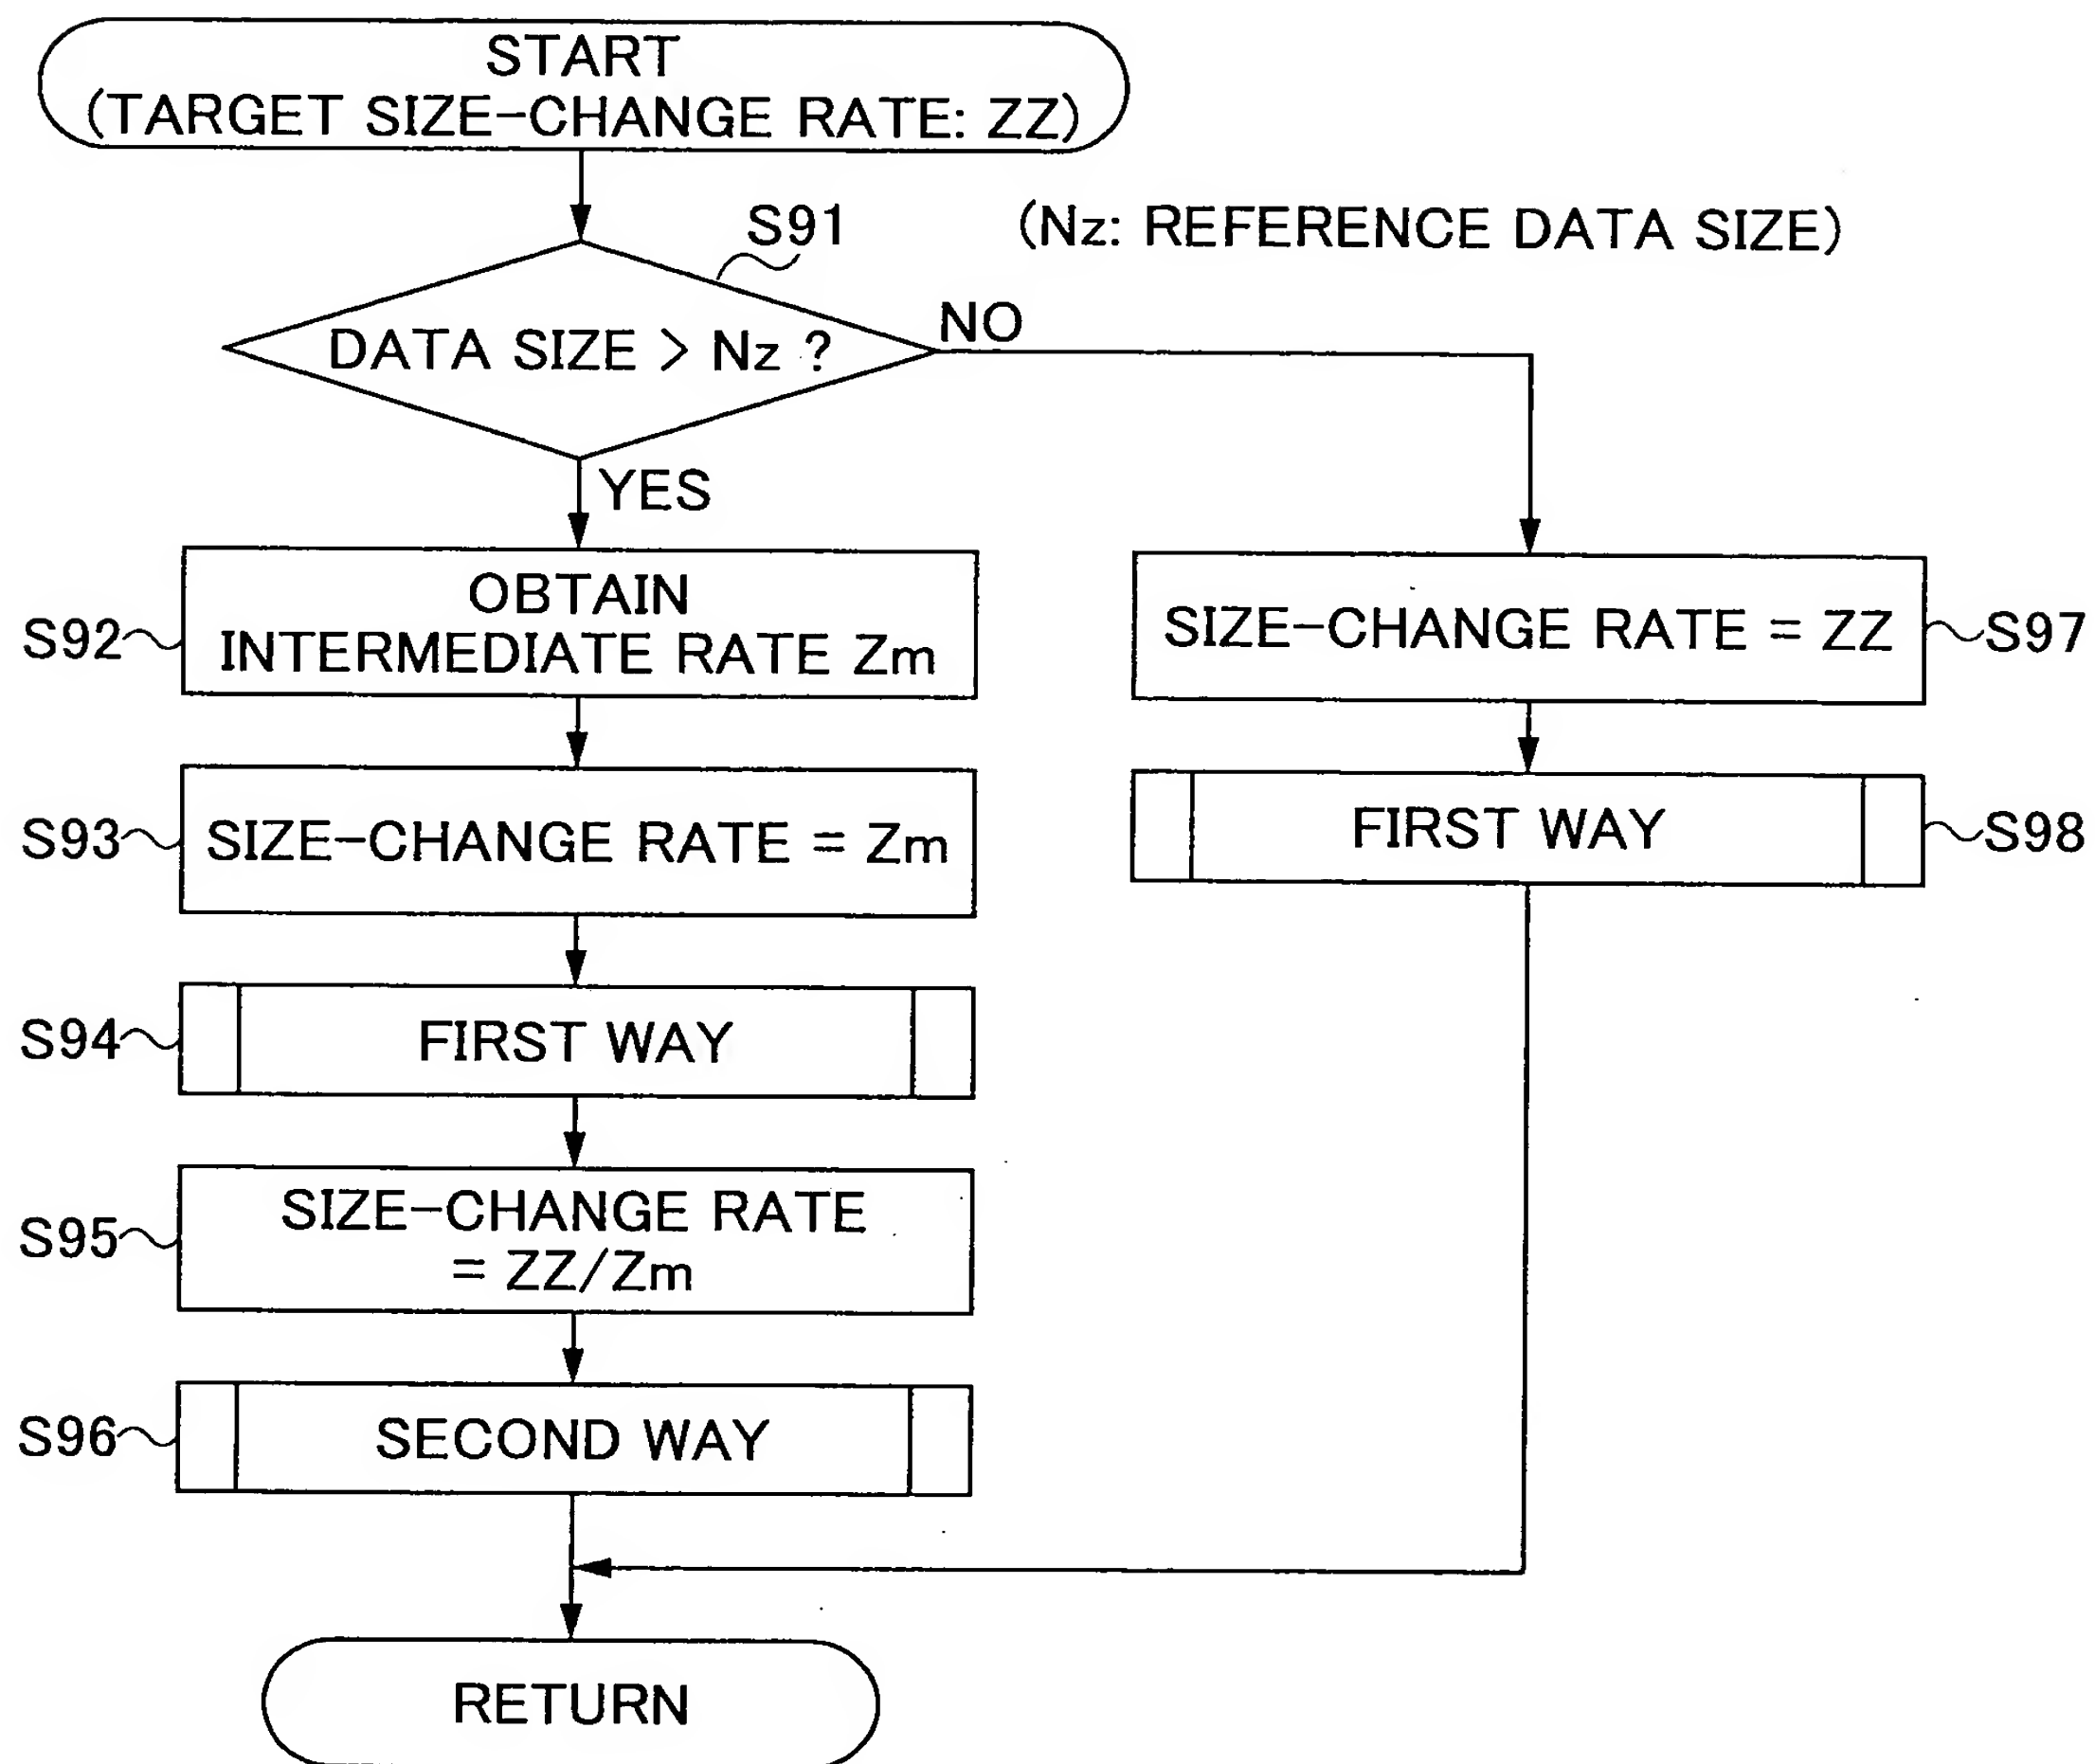 START
(TARGET SIZE-CHANGE RATE: ZZ)
S91
(Nz: REFERENCE DATA SIZE)
DATA SIZE > Nz ?
NO
YES
S92
OBTAIN
INTERMEDIATE RATE Zm
SIZE-CHANGE RATE = ZZ
S97
S93
SIZE-CHANGE RATE = Zm
FIRST WAY
S98
S94
FIRST WAY
S95
SIZE-CHANGE RATE
= ZZ/Zm
S96
SECOND WAY
RETURN